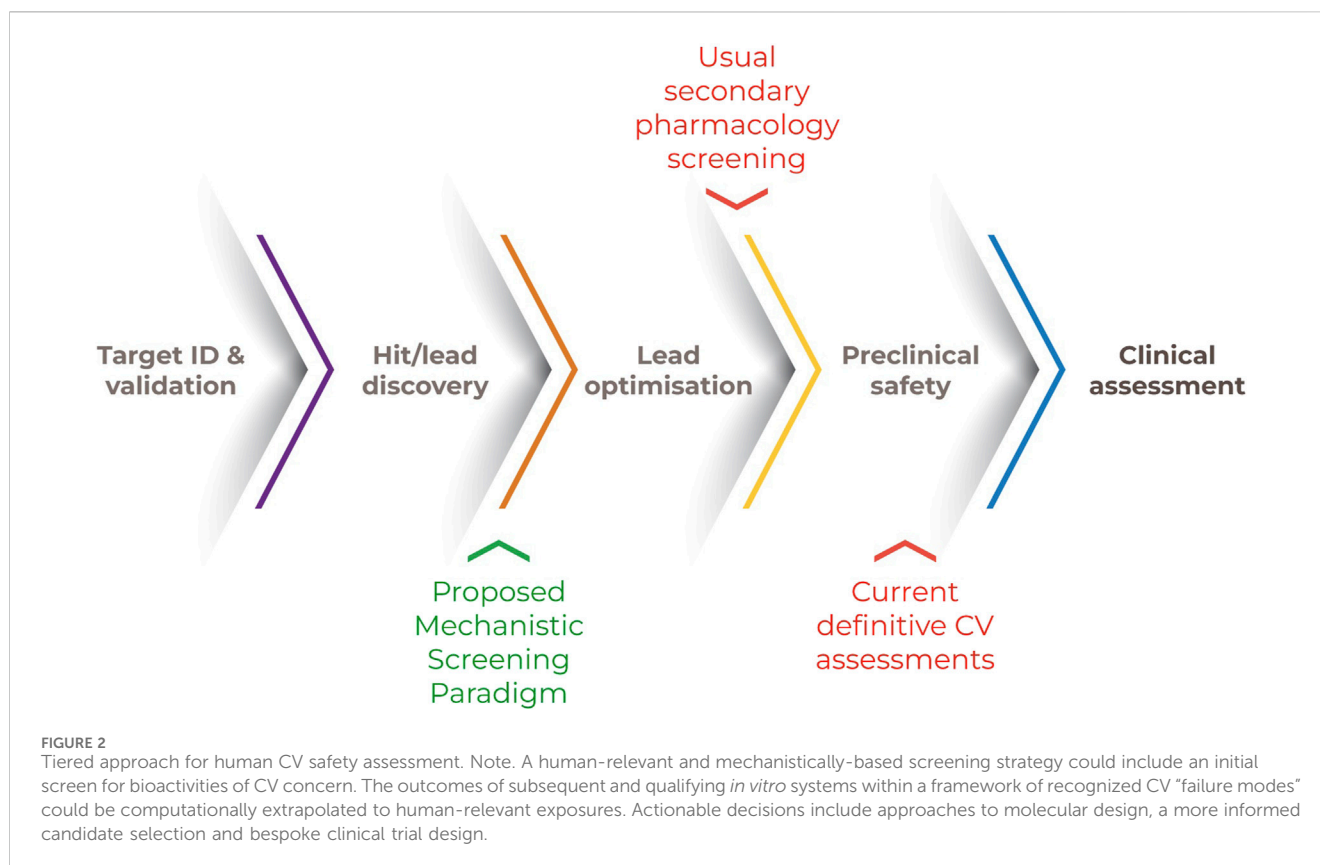 Usual
secondary
pharmacology
screening
Target ID &
validation
Hit/lead
discovery
Lead
optimisation
Preclinical
safety
Clinical
assessment
Proposed
Mechanistic
Screening
Paradigm
Current
definitive CV
assessments
FIGURE 2
Tiered approach for human CV safety assessment. Note. A human-relevant and mechanistically-based screening strategy could include an initial
screen for bioactivities of CV concern. The outcomes of subsequent and qualifying in vitro systems within a framework of recognized CV “failure modes”
could be computationally extrapolated to human-relevant exposures. Actionable decisions include approaches to molecular design, a more informed
candidate selection and bespoke clinical trial design.